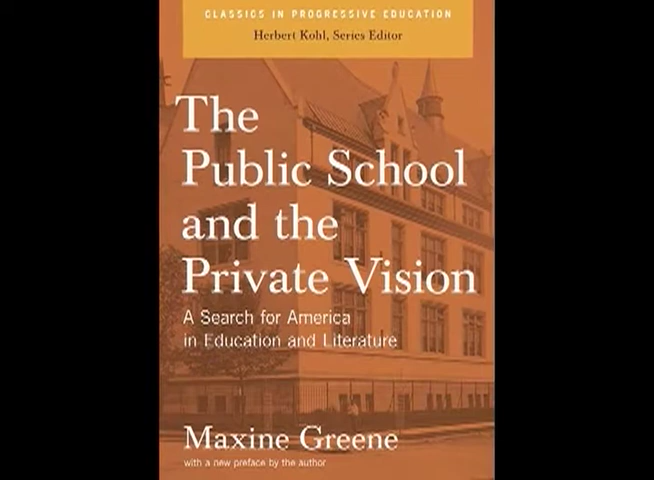 CLASSICS IN PROGRESSIVE EDUCATION
Herbert Kohl, Series Editor
The
Public School
and the
Private Vision
A Search for America
in Education and Literature
Maxine Greene
with a new preface by the author